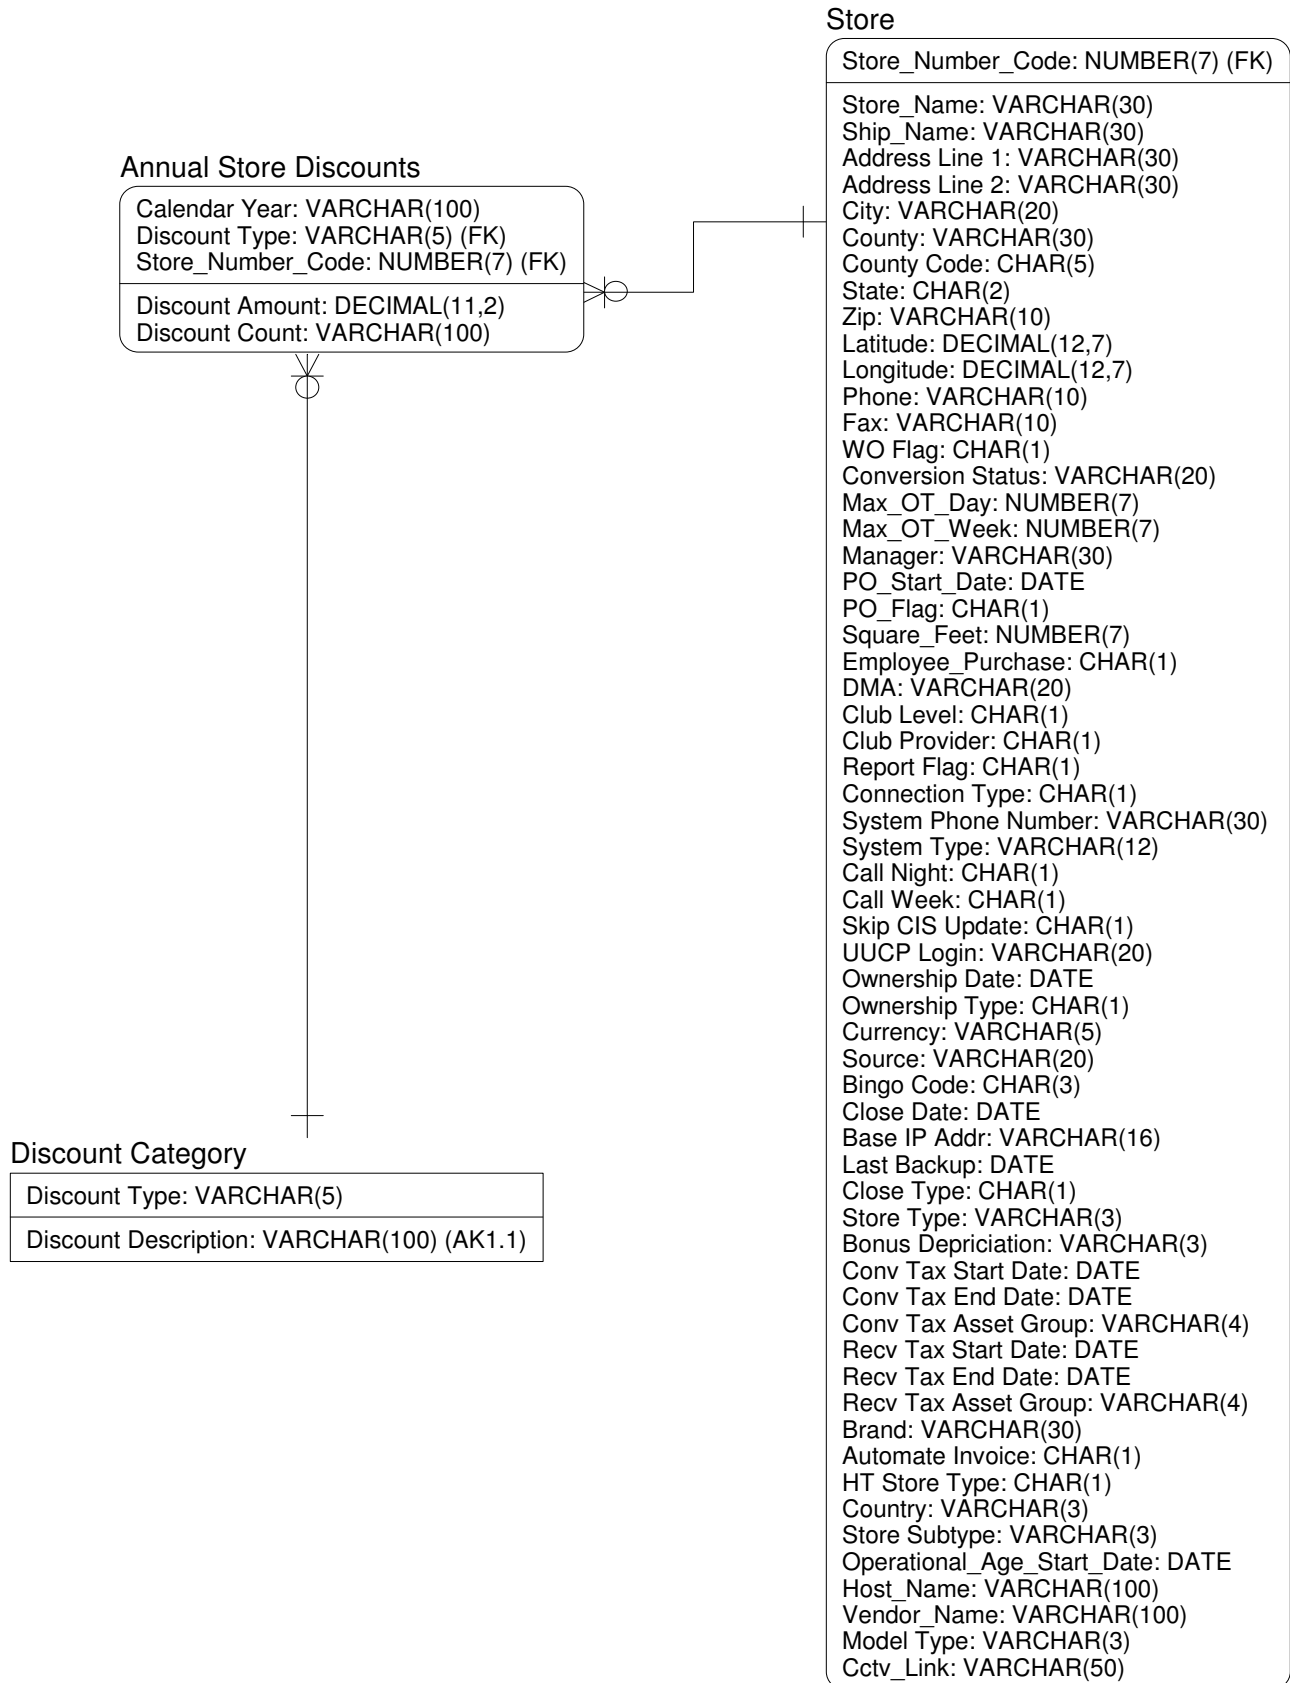 Store
Store_Number_Code: NUMBER(7) (FK)
Store_Name: VARCHAR(30)
Ship_Name: VARCHAR(30)
Address Line 1: VARCHAR(30)
Address Line 2: VARCHAR(30)
City: VARCHAR(20)
County: VARCHAR(30)
County Code: CHAR(5)
State: CHAR(2)
Zip: VARCHAR(10)
Latitude: DECIMAL(12,7)
Longitude: DECIMAL(12,7)
Phone: VARCHAR(10)
Fax: VARCHAR(10)
WO Flag: CHAR(1)
Conversion Status: VARCHAR(20)
Max_OT_Day: NUMBER(7)
Max_OT_Week: NUMBER(7)
Manager: VARCHAR(30)
PO_Start_Date: DATE
PO_Flag: CHAR(1)
Square_Feet: NUMBER(7)
Employee_Purchase: CHAR(1)
DMA: VARCHAR(20)
Club Level: CHAR(1)
Club Provider: CHAR(1)
Report Flag: CHAR(1)
Connection Type: CHAR(1)
System Phone Number: VARCHAR(30)
System Type: VARCHAR(12)
Call Night: CHAR(1)
Call Week: CHAR(1)
Skip CIS Update: CHAR(1)
UUCP Login: VARCHAR(20)
Ownership Date: DATE
Ownership Type: CHAR(1)
Currency: VARCHAR(5)
Source: VARCHAR(20)
Bingo Code: CHAR(3)
Close Date: DATE
Base IP Addr: VARCHAR(16)
Last Backup: DATE
Close Type: CHAR(1)
Store Type: VARCHAR(3)
Bonus Depriciation: VARCHAR(3)
Conv Tax Start Date: DATE
Conv Tax End Date: DATE
Conv Tax Asset Group: VARCHAR(4)
Recv Tax Start Date: DATE
Recv Tax End Date: DATE
Recv Tax Asset Group: VARCHAR(4)
Brand: VARCHAR(30)
Automate Invoice: CHAR(1)
HT Store Type: CHAR(1)
Country: VARCHAR(3)
Store Subtype: VARCHAR(3)
Operational_Age_Start_Date: DATE
Host_Name: VARCHAR(100)
Vendor_Name: VARCHAR(100)
Model Type: VARCHAR(3)
Cctv_Link: VARCHAR(50)
Annual Store Discounts
Calendar Year: VARCHAR(100)
Discount Type: VARCHAR(5) (FK)
Store_Number_Code: NUMBER(7) (FK)
Discount Amount: DECIMAL(11,2)
Discount Count: VARCHAR(100)
Discount Category
Discount Type: VARCHAR(5)
Discount Description: VARCHAR(100) (AK1.1)